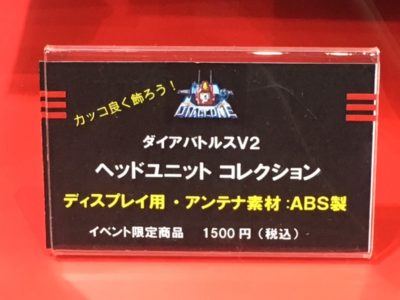 カッコ良く飾ろう！
DIACLONE
ダイアバトルスV2
ヘッドユニット コレクション
ディスプレイ用・アンテナ素材：ABS製
イベント限定商品 1500円（税込）